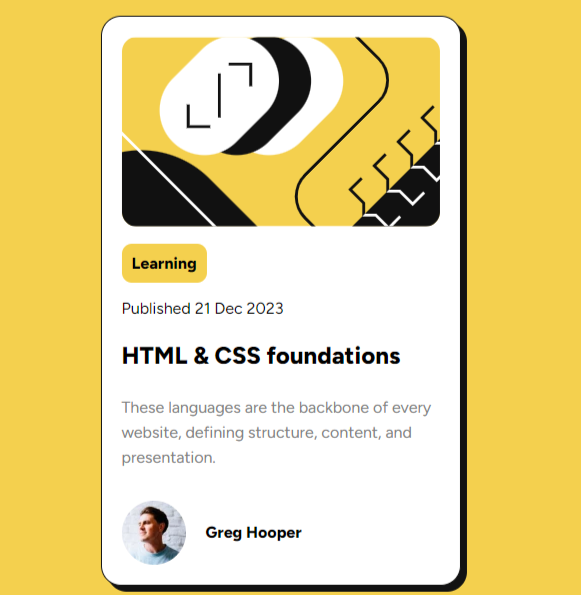 Learning
Published 21 Dec 2023
HTML & CSS foundations
These languages are the backbone of every
website, defining structure, content, and
presentation.
Greg Hooper